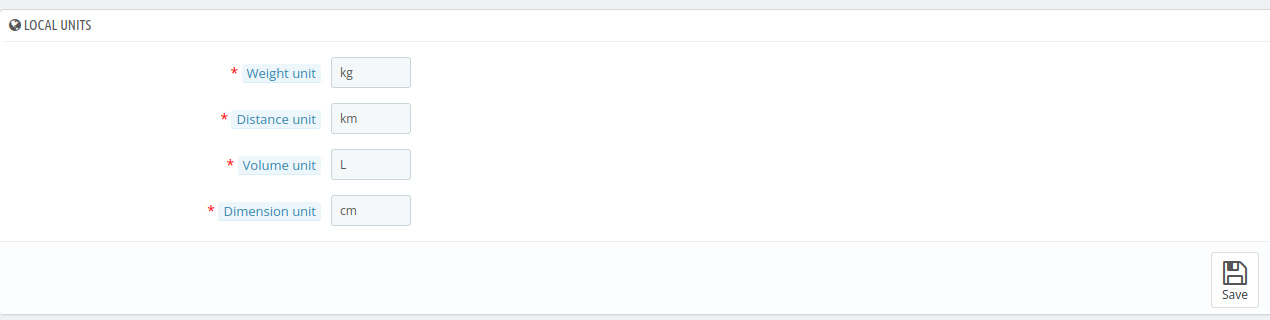 LOCAL UNITS
* Weight unit kg
* Distance unit km
* Volume unit L
* Dimension unit cm
Save